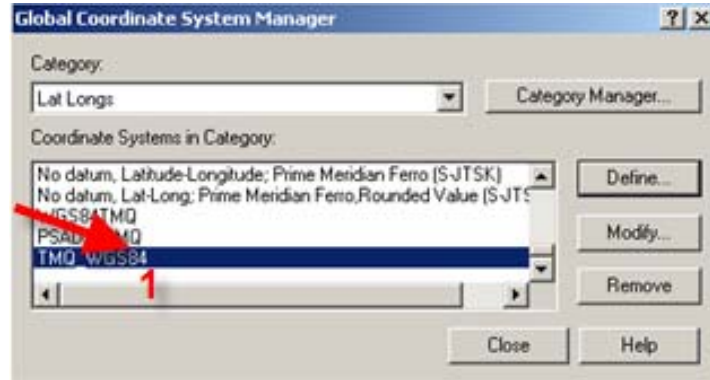 Global Coordinate System Manager
Category:
Lat Longs
Category Manager...
Coordinate Systems in Category:
No datum, Latitude-Longitude; Prime Meridian Ferro (S-JTSK)
No datum, Lat-Long; Prime Meridian Ferro,Rounded Value (S-JTS
WGS84TMQ
TMQ_WGS84
1
Define...
Modify...
Remove
Close
Help